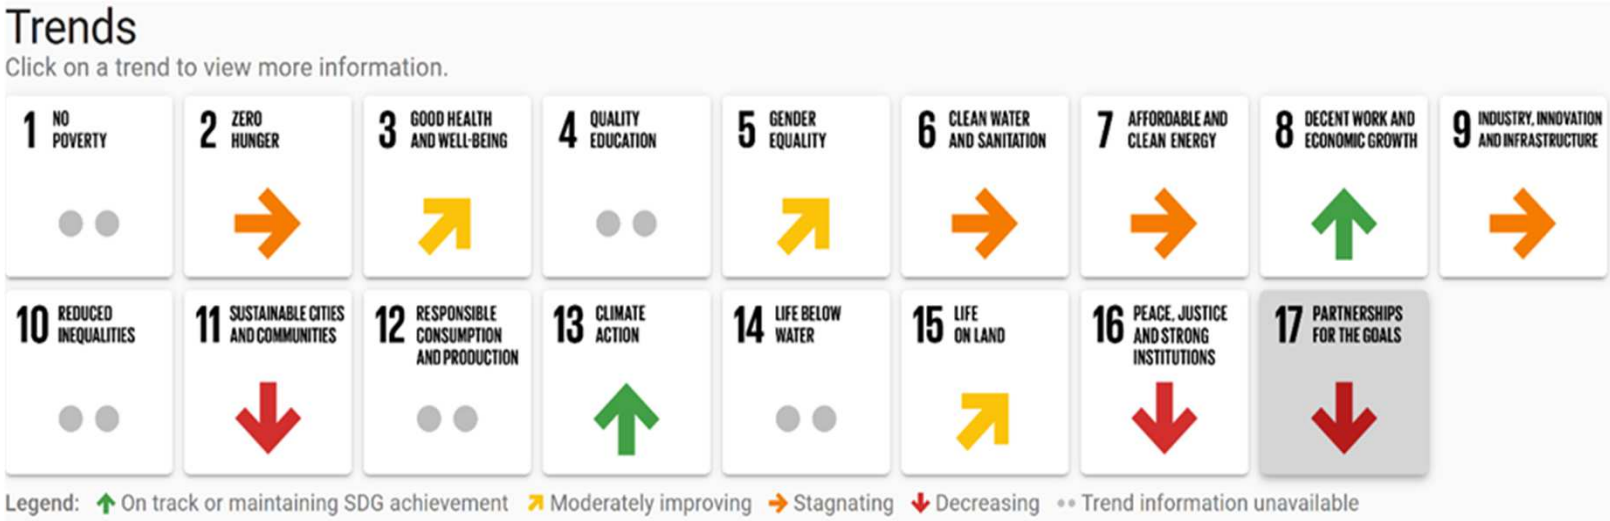 Trends
Click on a trend to view more information.
1 NO POVERTY
2 ZERO HUNGER
3 GOOD HEALTH AND WELL-BEING
4 QUALITY EDUCATION
5 GENDER EQUALITY
6 CLEAN WATER AND SANITATION
7 AFFORDABLE AND CLEAN ENERGY
8 DECENT WORK AND ECONOMIC GROWTH
9 INDUSTRY, INNOVATION AND INFRASTRUCTURE
10 REDUCED INEQUALITIES
11 SUSTAINABLE CITIES AND COMMUNITIES
12 RESPONSIBLE CONSUMPTION AND PRODUCTION
13 CLIMATE ACTION
14 LIFE BELOW WATER
15 LIFE ON LAND
16 PEACE, JUSTICE AND STRONG INSTITUTIONS
17 PARTNERSHIPS FOR THE GOALS
Legend: On track or maintaining SDG achievement Moderately improving Stagnating Decreasing Trend information unavailable